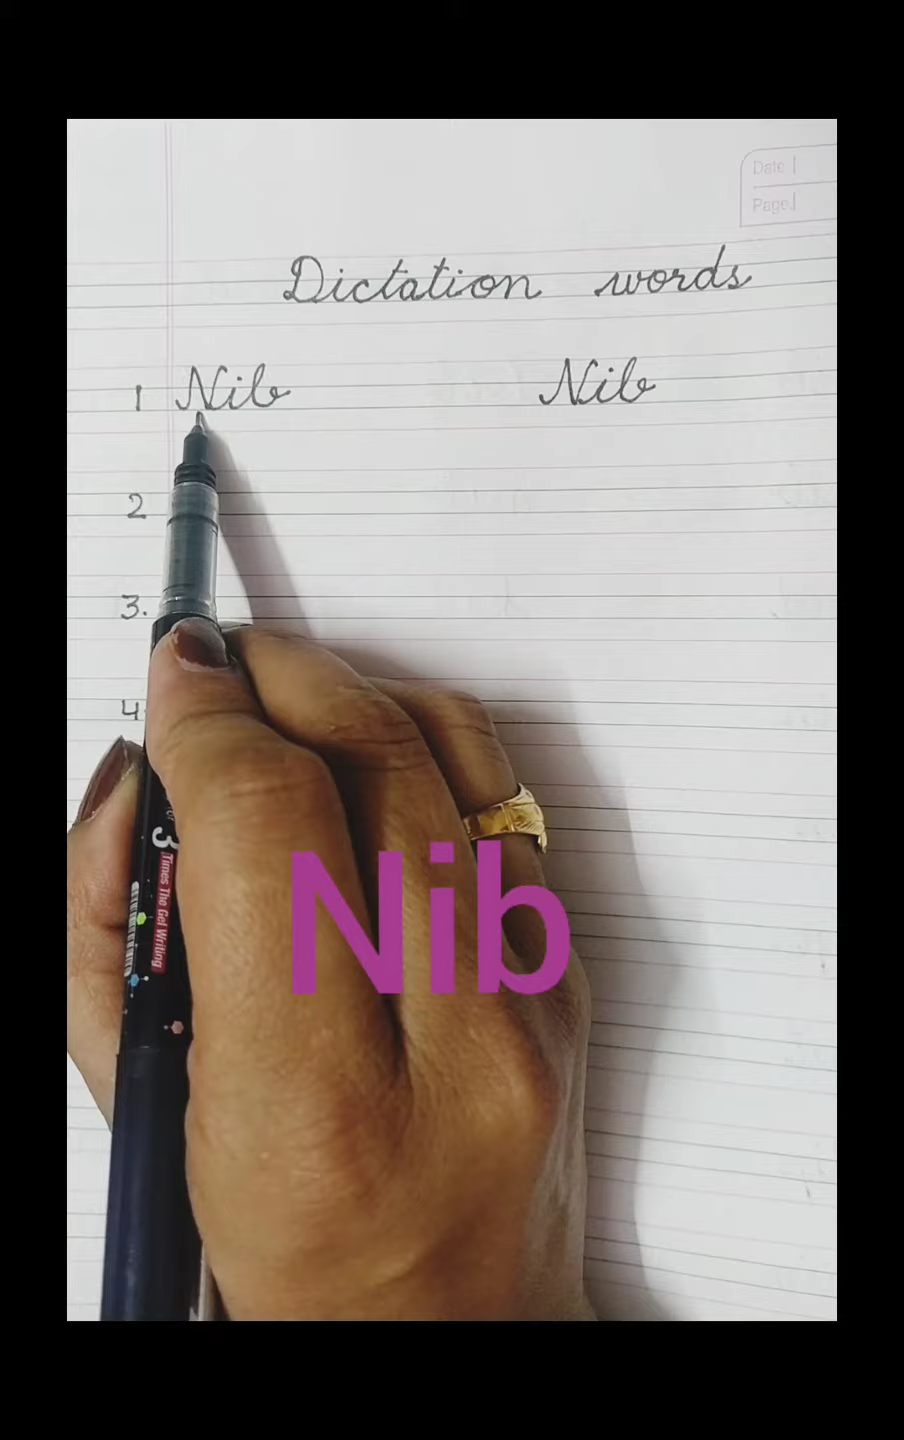 Date
Page
Dictation words
1 Nib Nib
2
3.
4
3
Times The Gel Writing
Nib